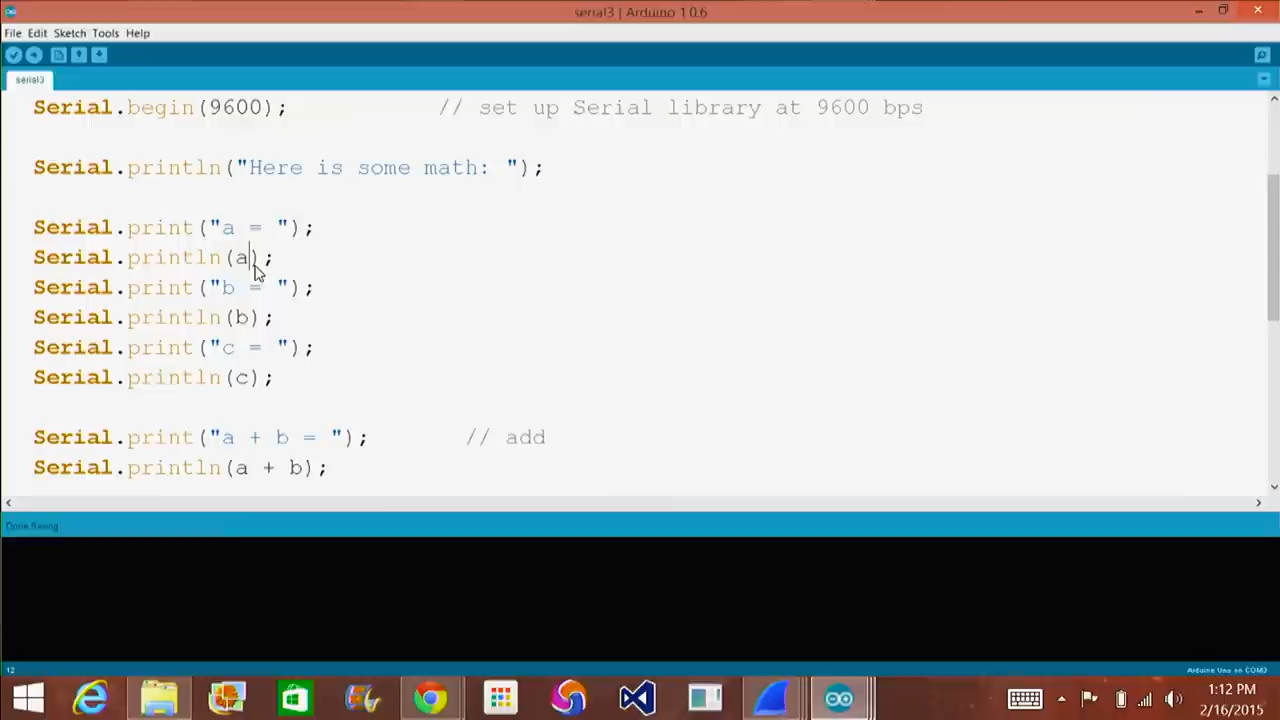 serial3 | Arduino 1.0.6
File Edit Sketch Tools Help
serial3
Serial.begin(9600); // set up Serial library at 9600 bps
Serial.println("Here is some math: ");
Serial.print("a = ");
Serial.println(a);
Serial.print("b = ");
Serial.println(b);
Serial.print("c = ");
Serial.println(c);
Serial.print("a + b = "); // add
Serial.println(a + b);
Done Saving
12 Arduino Uno on COM3
1:12 PM
2/16/2015